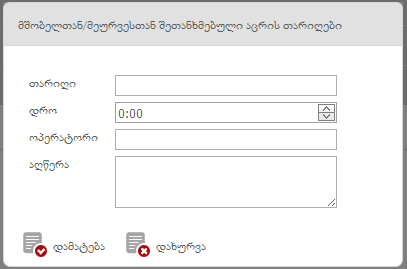 მშობელთან/მეურვესთან შეთანხმებული აცრის თარიღები
თარიღი
დრო
0:00
ოპერატორი
აღწერა
დამატება
დახურვა